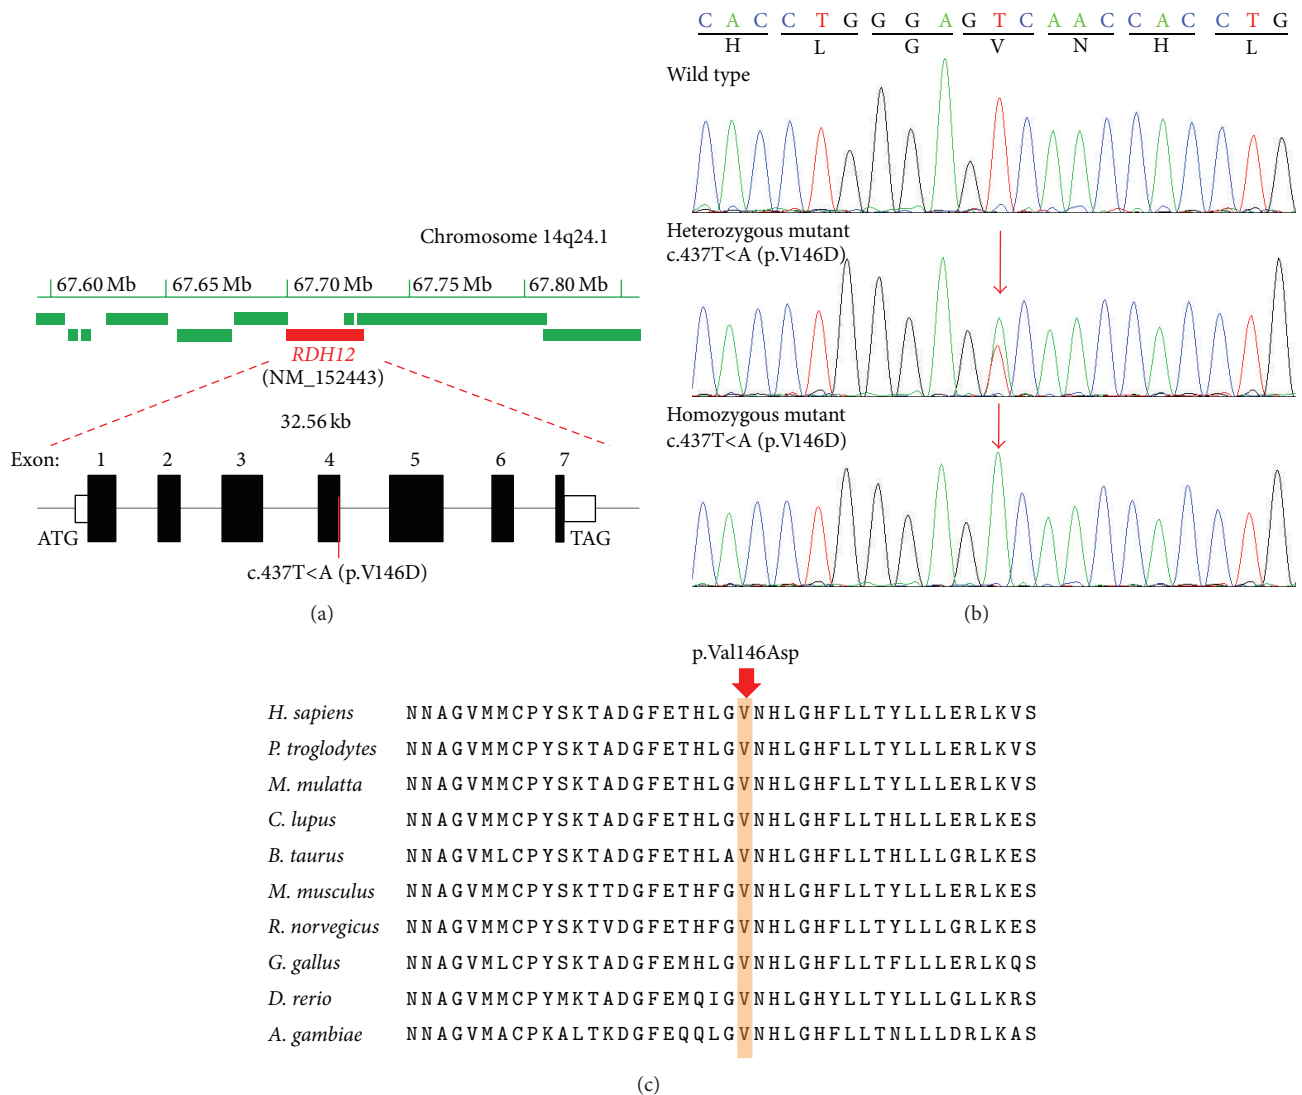 Chromosome 14q24.1
67.60 Mb 67.65 Mb 67.70 Mb 67.75 Mb 67.80 Mb
RDH12
(NM_152443)
32.56 kb
Exon: 1 2 3 4 5 6 7
ATG TAG
c.437T<A (p.V146D)
(a)
C A C C T G G G A G T C A A C C A C C T G
H L G V N H L
Wild type
Heterozygous mutant
c.437T<A (p.V146D)
Homozygous mutant
c.437T<A (p.V146D)
(b)
p.Val146Asp
H. sapiens NNAGVMMCPYSKTADGFETHLGVNHLGHFLLTYLLLERLKVS
P. troglodytes NNAGVMMCPYSKTADGFETHLGVNHLGHFLLTYLLLERLKVS
M. mulatta NNAGVMMCPYSKTADGFETHLGVNHLGHFLLTYLLLERLKVS
C. lupus NNAGVMMCPYSKTADGFETHLGVNHLGHFLLTHLLLERLKES
B. taurus NNAGVMLCPYSKTADGFETHLAVNHLGHFLLTHLLLGRLKES
M. musculus NNAGVMMCPYSKTTDGFETHFGVNHLGHFLLTYLLLERLKES
R. norvegicus NNAGVMMCPYSKTVDGFETHFGVNHLGHFLLTYLLLGRLKES
G. gallus NNAGVMLCPYSKTADGFEMHLGVNHLGHFLLTFLLLERLKQS
D. rerio NNAGVMMCPYMKTADGFEMQIGVNHLGHYLLTYLLLGLLKRS
A. gambiae NNAGVMACPKALTKDGFEQQLGVNHLGHFLLTNLLLDRLKAS
(c)